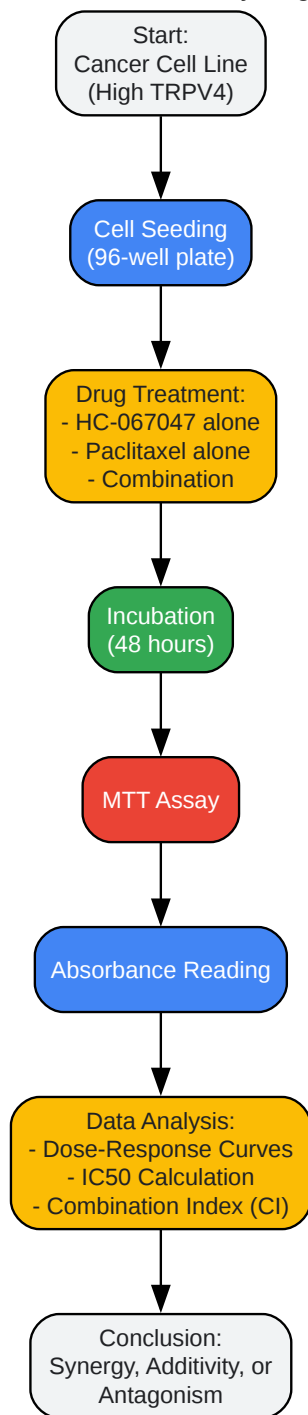 Start:
Cancer Cell Line
(High TRPV4)
Cell Seeding
(96-well plate)
Drug Treatment:
- HC-067047 alone
- Paclitaxel alone
- Combination
Incubation
(48 hours)
MTT Assay
Absorbance Reading
Data Analysis:
- Dose-Response Curves
- IC50 Calculation
- Combination Index (CI)
Conclusion:
Synergy, Additivity, or
Antagonism